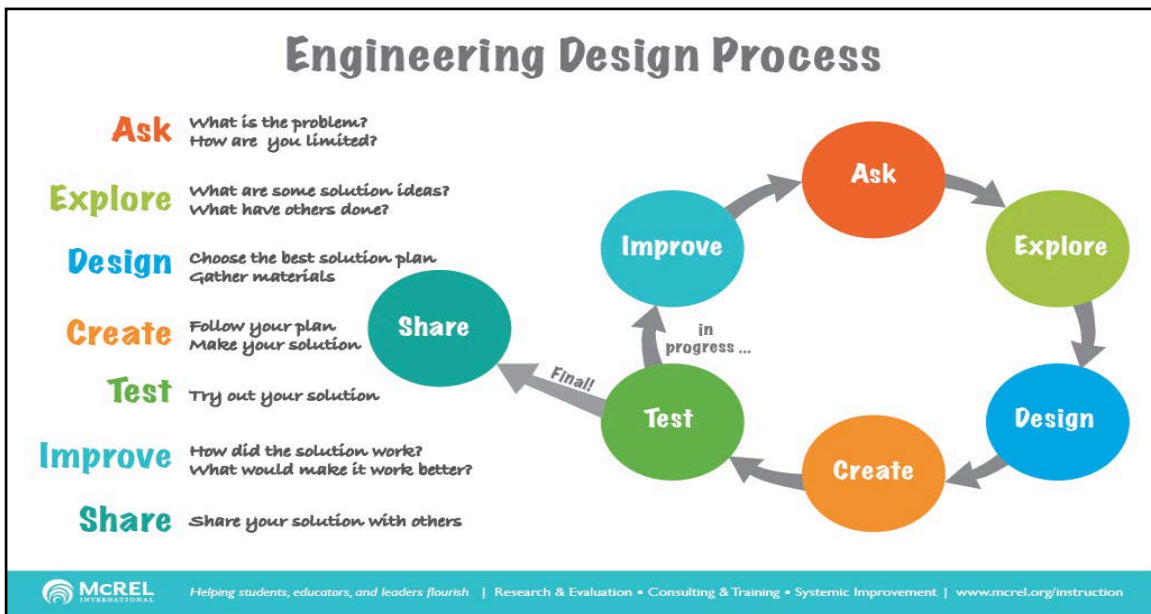 Engineering Design Process
Ask
What is the problem?
How are you limited?
Explore
What are some solution ideas?
What have others done?
Design
Choose the best solution plan
Gather materials
Create
Follow your plan
Make your solution
Test
Try out your solution
Improve
How did the solution work?
What would make it work better?
Share
Share your solution with others
Ask
Explore
Design
Create
Test
in
progress ...
Improve
Final!
Share
McREL
INTERNATIONAL
Helping students, educators, and leaders flourish | Research & Evaluation • Consulting & Training • Systemic Improvement | www.mcrel.org/instruction